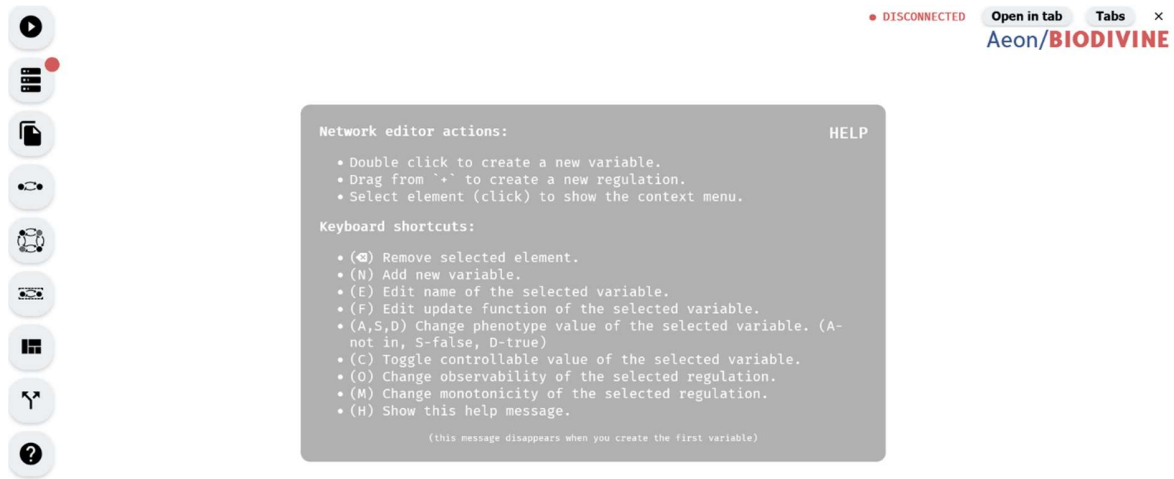 DISCONNECTED Open in tab Tabs ×
Aeon/BIODIVINE
Network editor actions:
HELP
• Double click to create a new variable.
• Drag from `+` to create a new regulation.
• Select element (click) to show the context menu.
Keyboard shortcuts:
• (⌫) Remove selected element.
• (N) Add new variable.
• (E) Edit name of the selected variable.
• (F) Edit update function of the selected variable.
• (A,S,D) Change phenotype value of the selected variable. (A-
not in, S-false, D-true)
• (C) Toggle controllable value of the selected variable.
• (O) Change observability of the selected regulation.
• (M) Change monotonicity of the selected regulation.
• (H) Show this help message.
(this message disappears when you create the first variable)